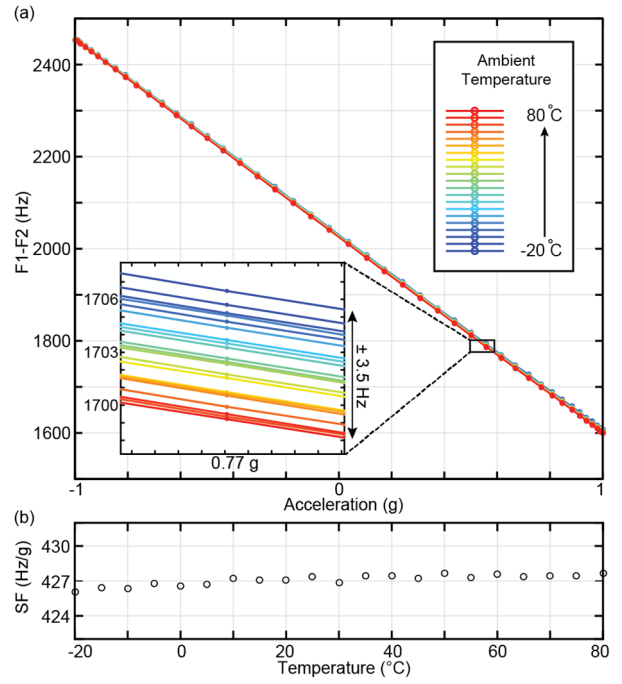 (a)
2400
2200
2000
1800
1600
F1-F2 (Hz)
Ambient
Temperature
80°C
-20°C
1706
1703
1700
± 3.5 Hz
0.77 g
-1
0
1
Acceleration (g)
(b)
430
427
424
SF (Hz/g)
-20
0
20
40
60
80
Temperature (°C)